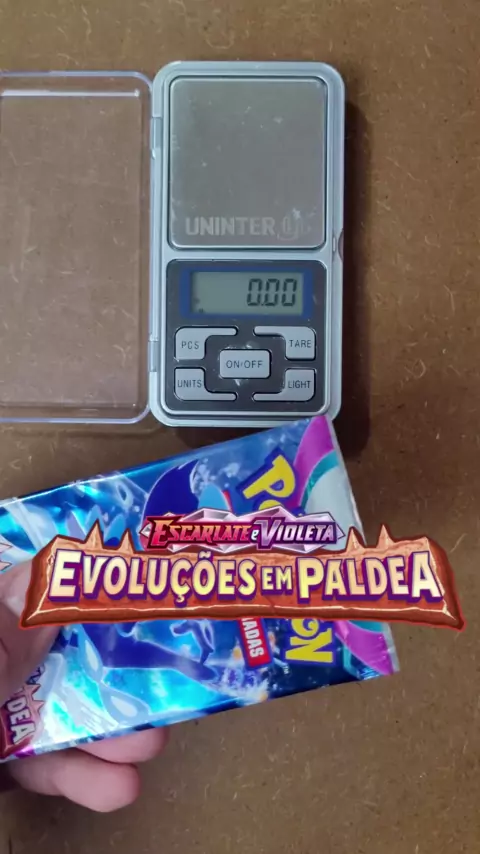 UNINTER
0.00
PCS
TARE
ON•OFF
UNITS
LIGHT
ESCARLATE E VIOLETA
EVOLUÇÕES EM PALDEA